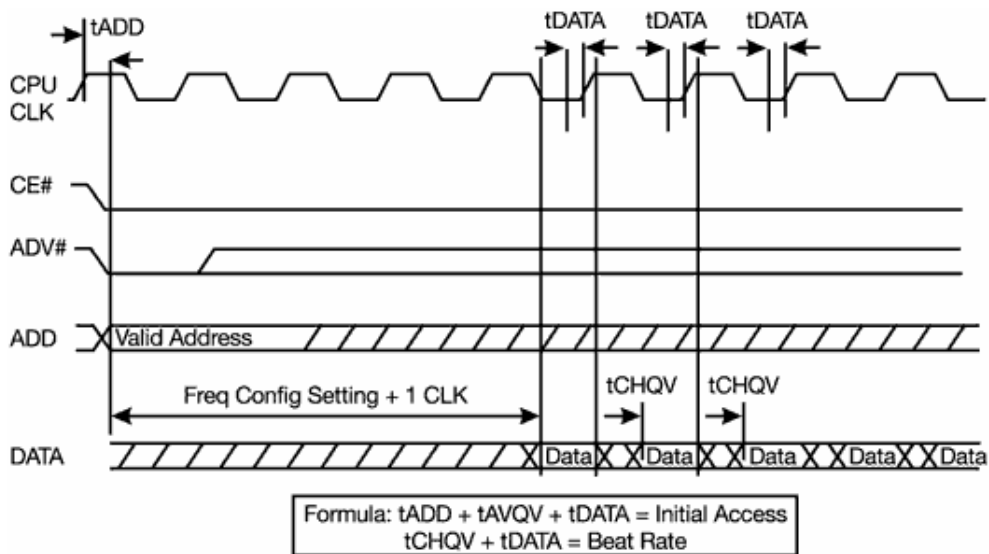 tADD
tDATA tDATA tDATA
CPU
CLK
CE#
ADV#
ADD
Valid Address
Freq Config Setting + 1 CLK
tCHQV tCHQV
DATA
Data Data Data Data Data
Formula: tADD + tAVQV + tDATA = Initial Access
tCHQV + tDATA = Beat Rate